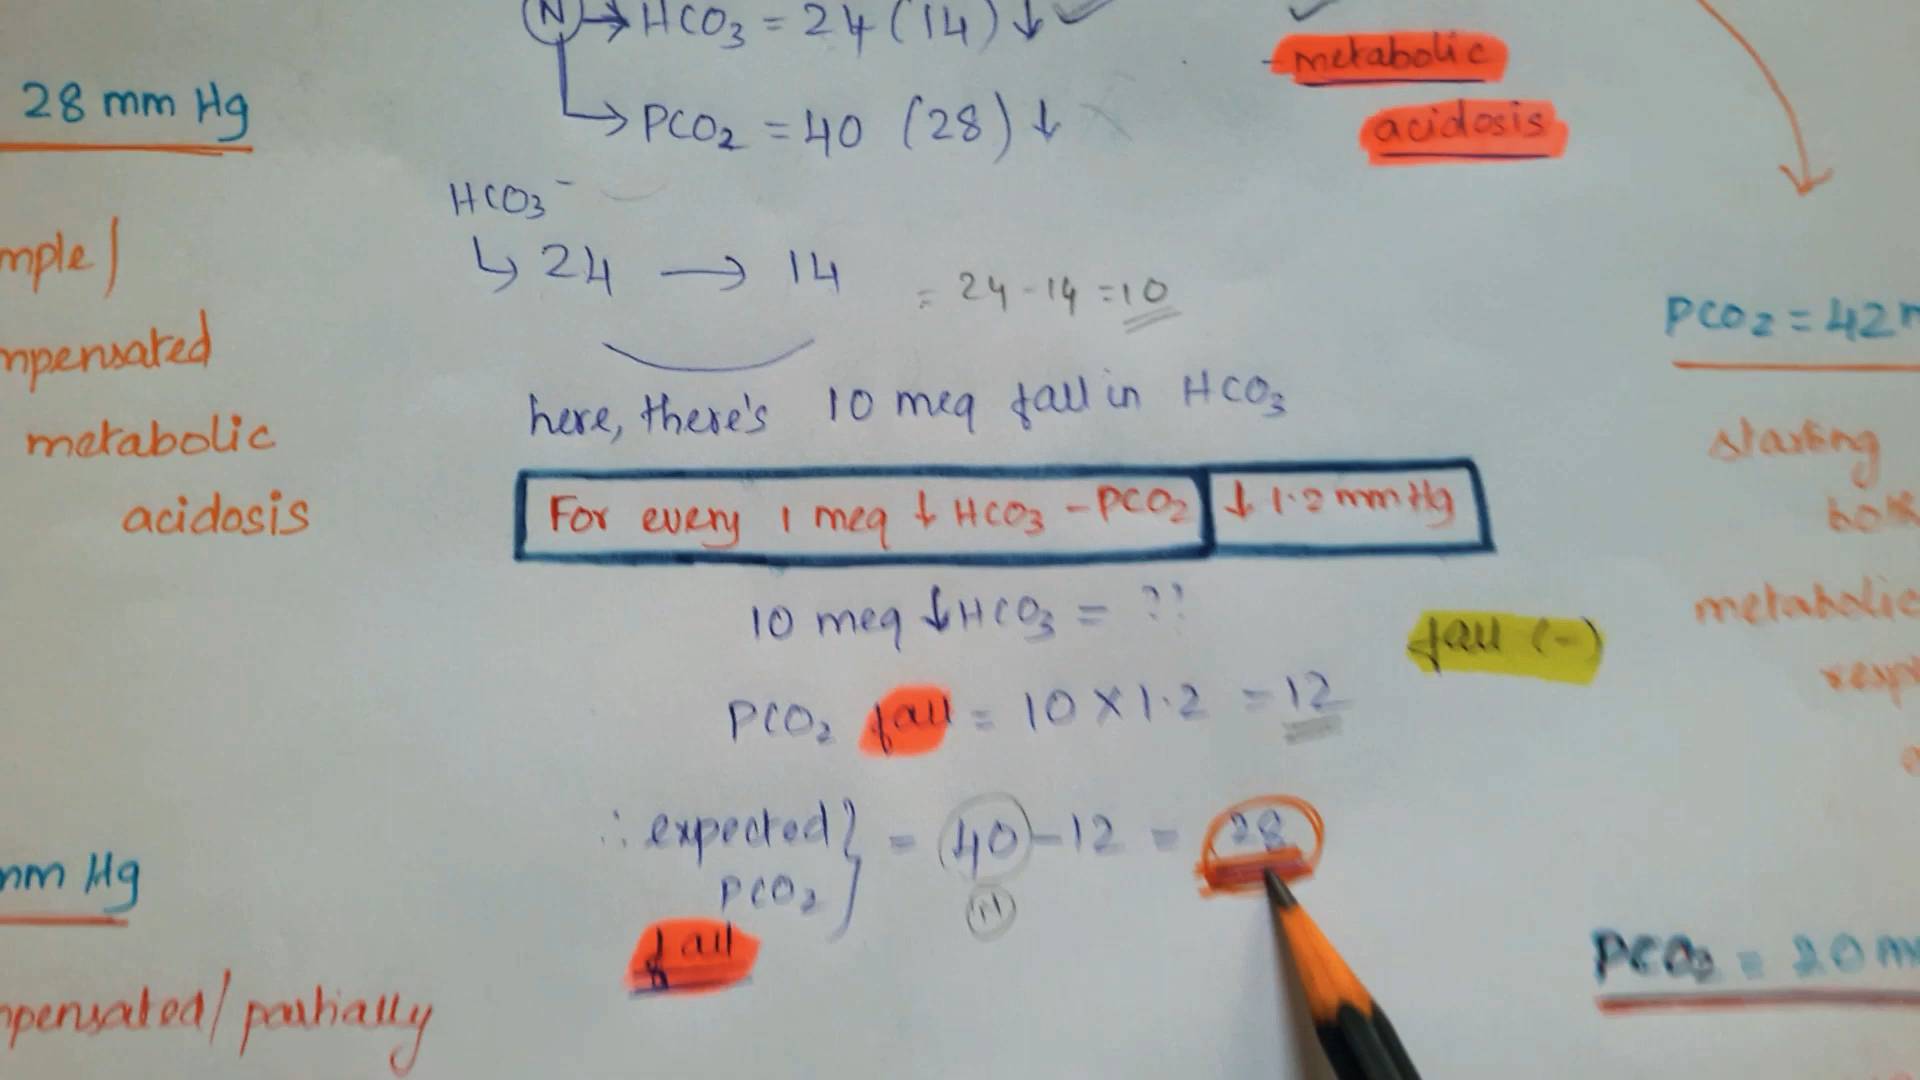 N → HCO3 = 24 (14) ↓
→ PCO2 = 40 (28) ↓
- metabolic
acidosis
28 mm Hg
metabolic
acidosis
mm Hg
partially
HCO3⁻
↳ 24 → 14 = 24 - 14 = 10
here, there's 10 meq fall in HCO3
For every 1 meq ↓ HCO3 - PCO2 ↓ 1.2 mm Hg
10 meq ↓ HCO3 = ??
fall (-)
PCO2 fall = 10 X 1.2 = 12
∴ expected PCO2 } = 40 - 12 = 28
(N)
fall
PCO2 = 42
starting
metabolic
PCO2 = 20